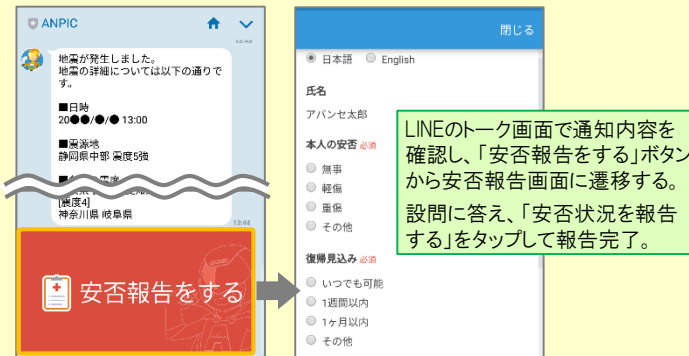 ANPIC
地震が発生しました。
地震の詳細については以下の通りで
す。
■日時
20●●/●/● 13:00
■震源地
静岡県中部 震度5強
[震度4]
神奈川県 岐阜県
13:44
安否報告をする
閉じる
日本語 English
氏名
アバンセ太郎
本人の安否 必須
無事
軽傷
重傷
その他
復帰見込み 必須
いつでも可能
1週間以内
1ヶ月以内
その他
LINEのトーク画面で通知内容を
確認し、「安否報告をする」ボタン
から安否報告画面に遷移する。
設問に答え、「安否状況を報告
する」をタップして報告完了。